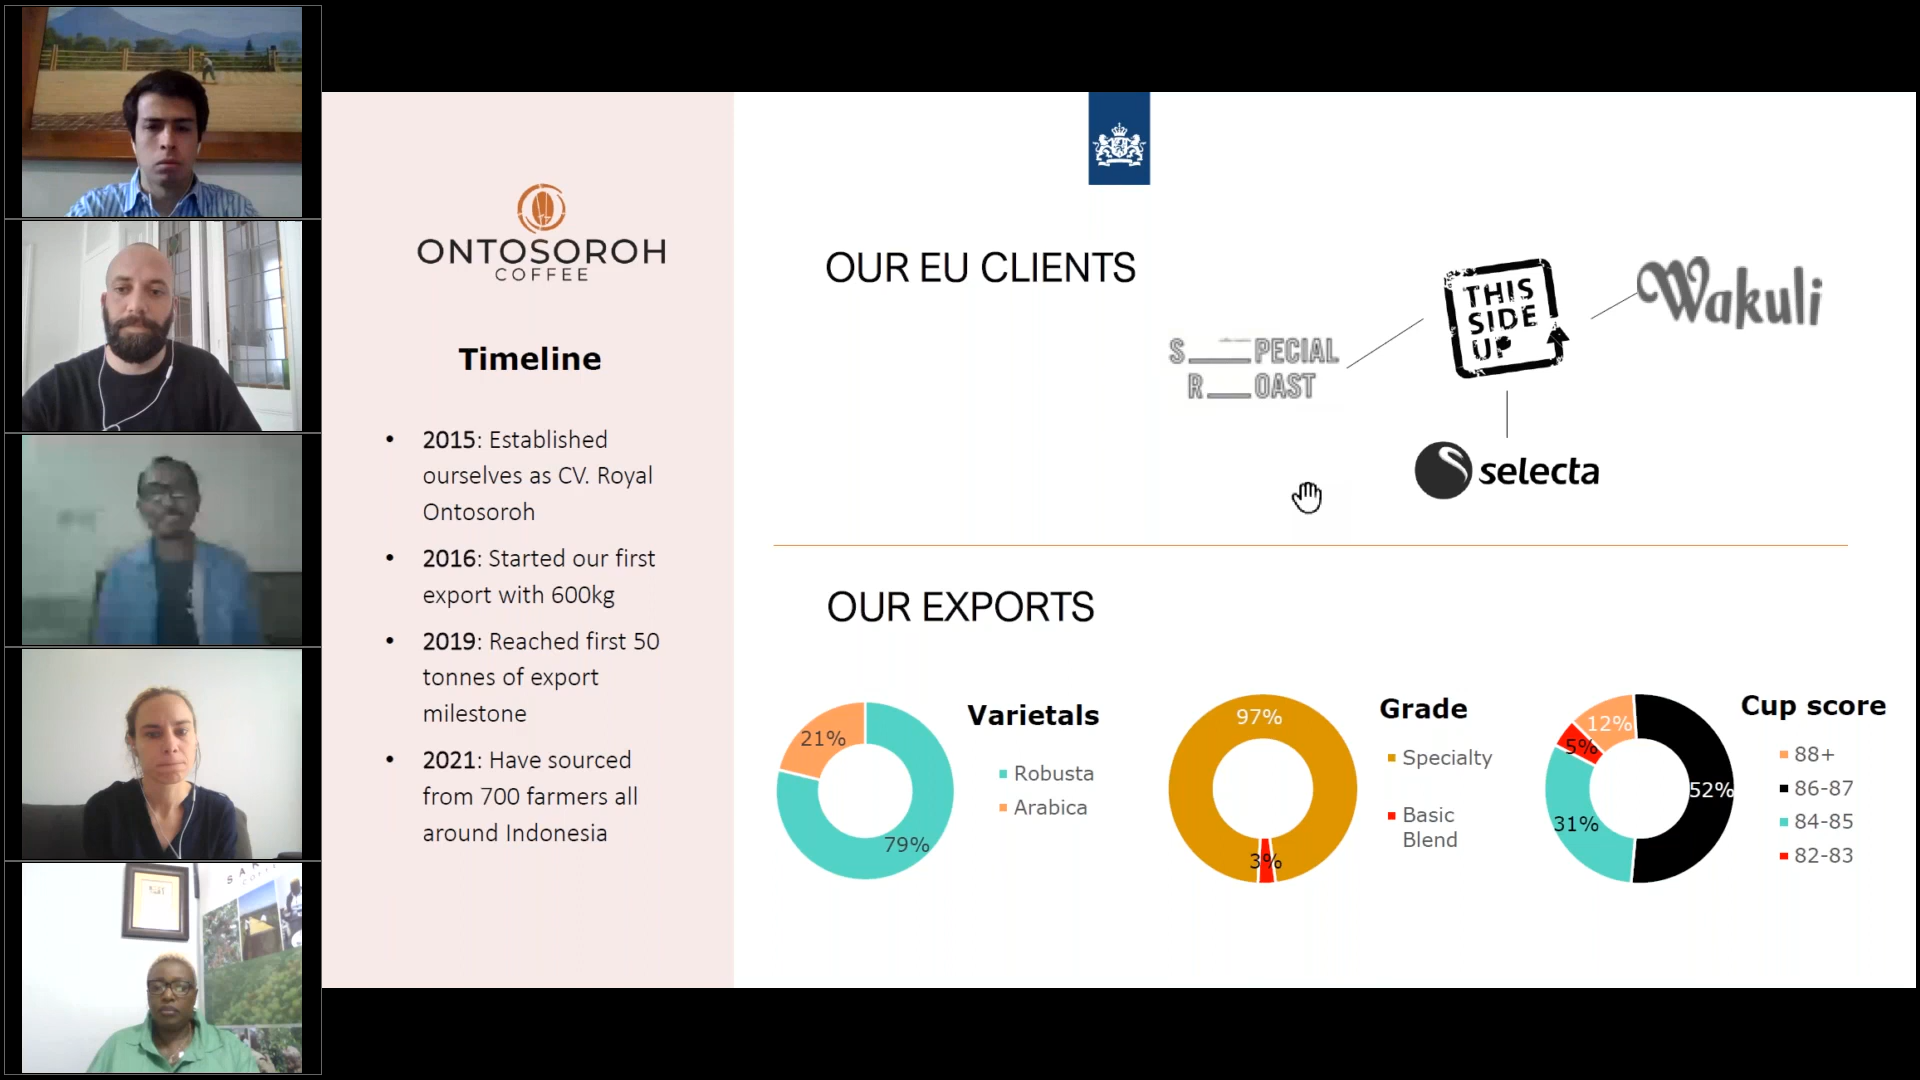 ONTOSOROH
COFFEE
Timeline
• 2015: Established
ourselves as CV. Royal
Ontosoroh
• 2016: Started our first
export with 600kg
• 2019: Reached first 50
tonnes of export
milestone
• 2021: Have sourced
from 700 farmers all
around Indonesia
OUR EU CLIENTS
S___PECIAL
R___OAST
THIS
SIDE
UP
Wakuli
selecta
OUR EXPORTS
21%
79%
Varietals
Robusta
Arabica
97%
3%
Grade
Specialty
Basic
Blend
12%
5%
52%
31%
Cup score
88+
86-87
84-85
82-83